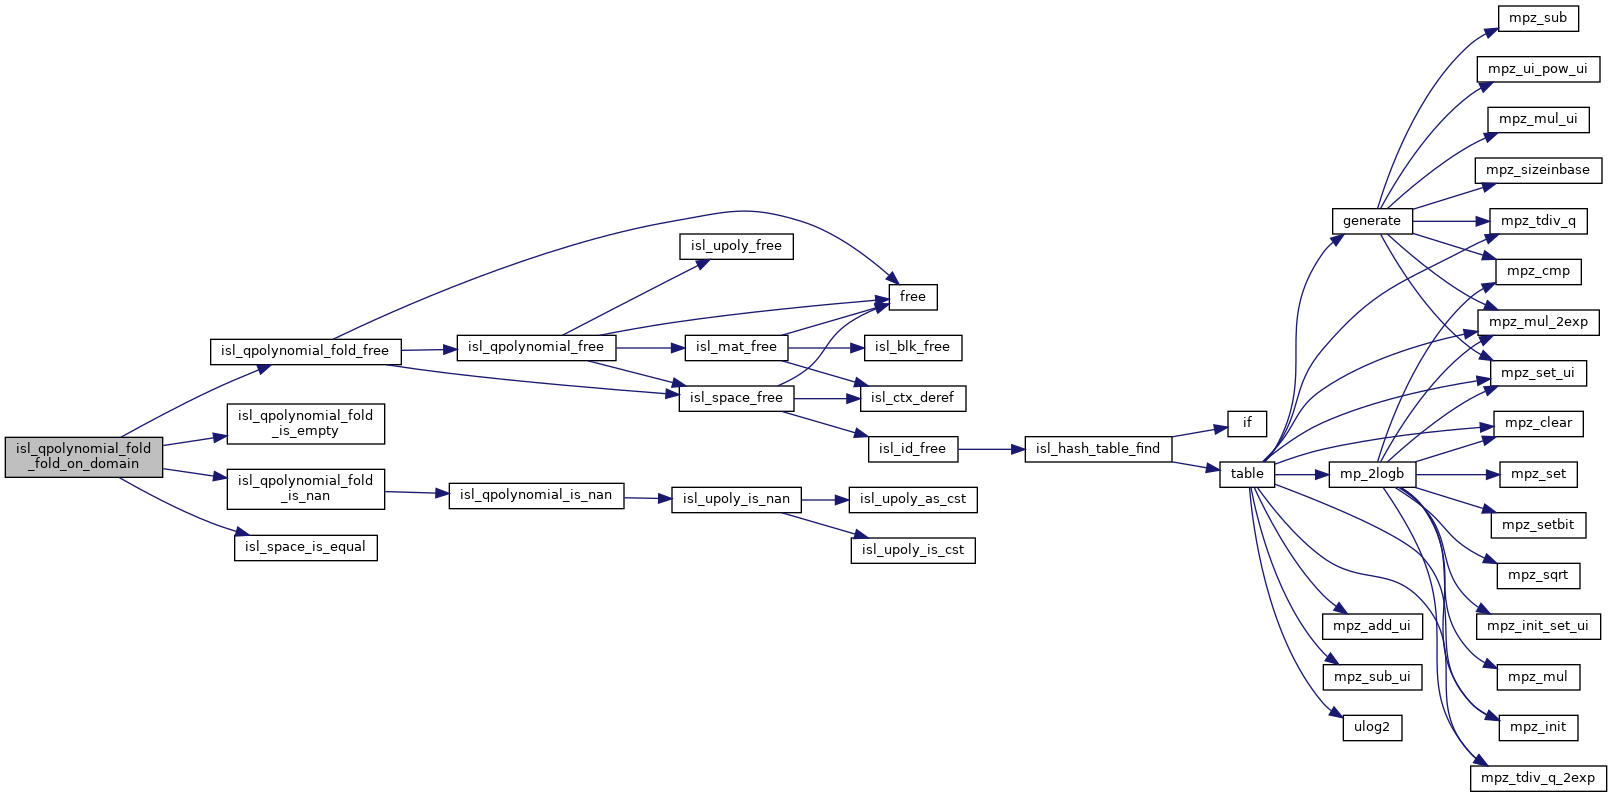 isl_qpolynomial_fold
_fold_on_domain
isl_qpolynomial_fold_free
isl_qpolynomial_fold
_is_empty
isl_qpolynomial_fold
_is_nan
isl_space_is_equal
isl_qpolynomial_free
isl_qpolynomial_is_nan
isl_upoly_free
isl_mat_free
isl_space_free
isl_upoly_is_nan
free
isl_blk_free
isl_ctx_deref
isl_id_free
isl_upoly_as_cst
isl_upoly_is_cst
isl_hash_table_find
if
table
generate
mp_2logb
mpz_add_ui
mpz_sub_ui
ulog2
mpz_sub
mpz_ui_pow_ui
mpz_mul_ui
mpz_sizeinbase
mpz_tdiv_q
mpz_cmp
mpz_mul_2exp
mpz_set_ui
mpz_clear
mpz_set
mpz_setbit
mpz_sqrt
mpz_init_set_ui
mpz_mul
mpz_init
mpz_tdiv_q_2exp